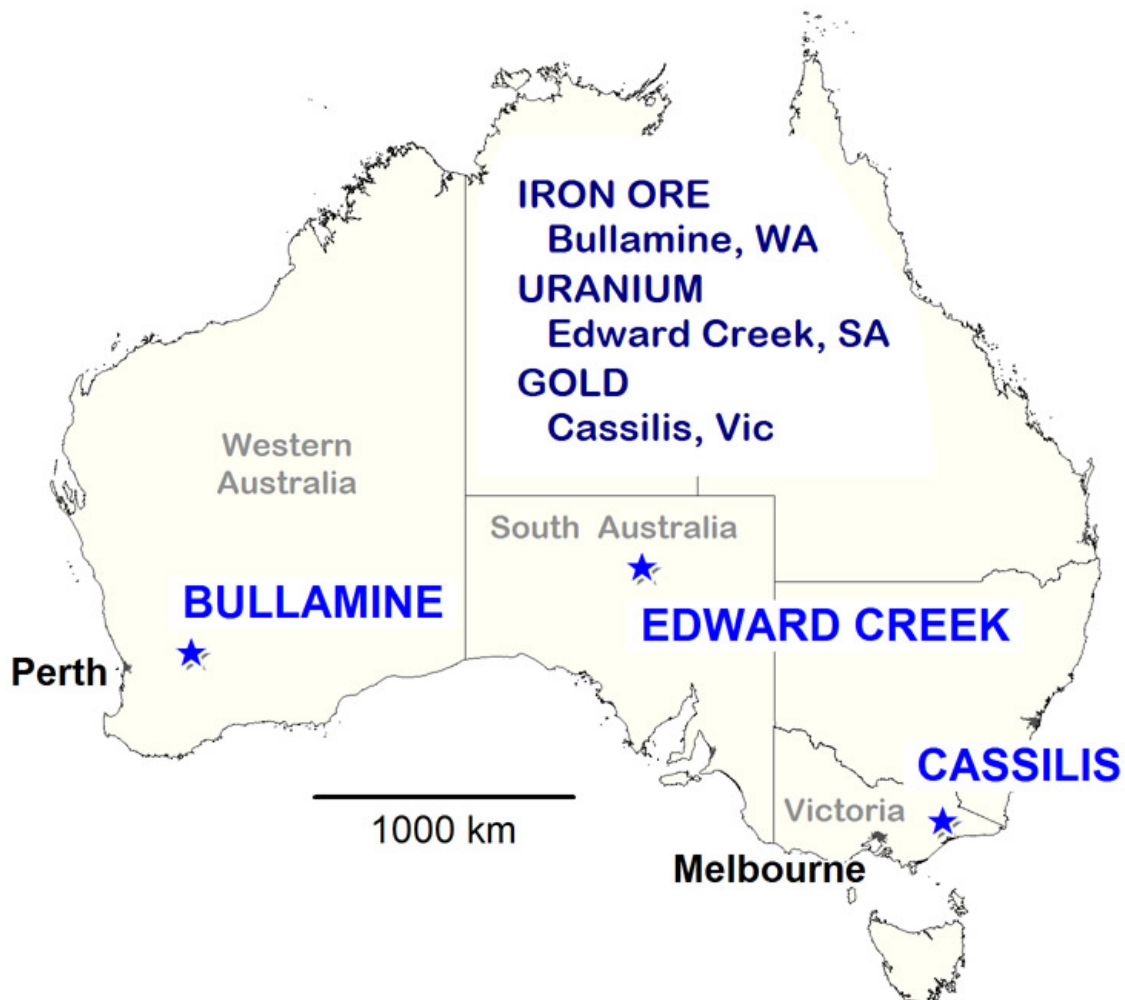 IRON ORE
Bullamine, WA
URANIUM
Edward Creek, SA
GOLD
Cassilis, Vic
Western
Australia
South Australia
BULLAMINE
EDWARD CREEK
Perth
CASSILIS
1000 km
Victoria
Melbourne